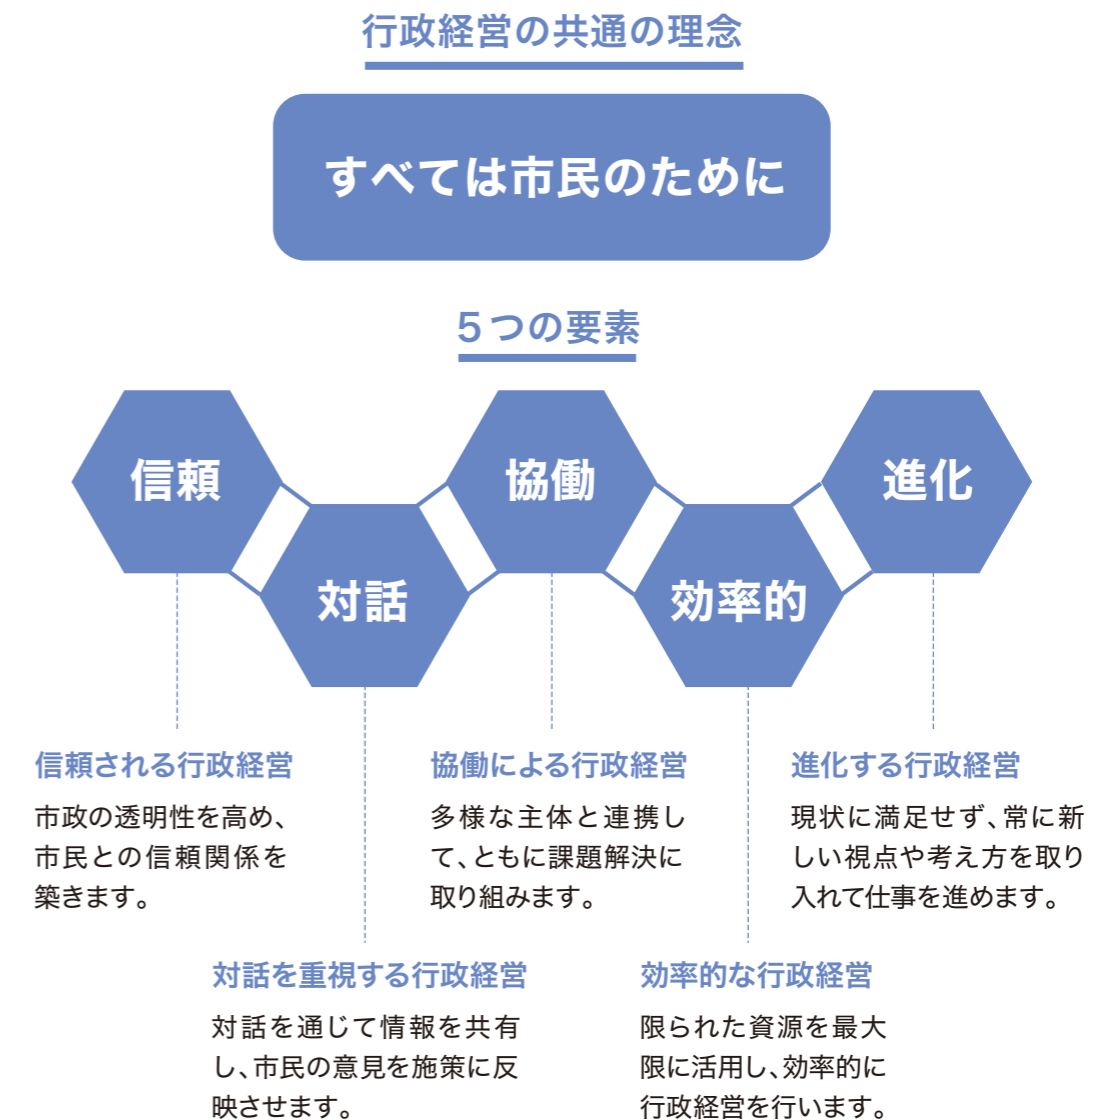 行政経営の共通の理念
すべては市民のために
5つの要素
信頼
対話
協働
効率的
進化
信頼される行政経営
市政の透明性を高め、
市民との信頼関係を
築きます。
対話を重視する行政経営
対話を通じて情報を共有
し、市民の意見を施策に反
映させます。
協働による行政経営
多様な主体と連携し
て、ともに課題解決に
取り組みます。
効率的な行政経営
限られた資源を最大
限に活用し、効率的に
行政経営を行います。
進化する行政経営
現状に満足せず、常に新
しい視点や考え方を取り
入れて仕事を進めます。